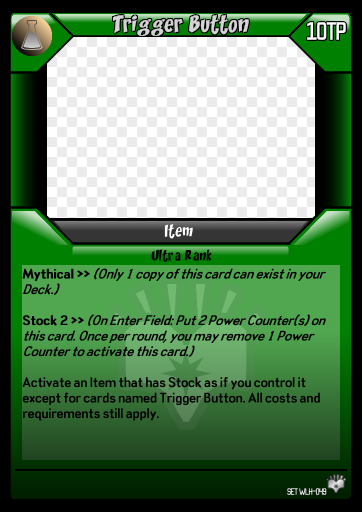 Trigger Button
10TP
Item
Ultra Rank
Mythical >> (Only 1 copy of this card can exist in your
Deck.)
Stock 2 >> (On Enter Field: Put 2 Power Counter(s) on
this card. Once per round, you may remove 1 Power
Counter to activate this card.)
Activate an Item that has Stock as if you control it
except for cards named Trigger Button. All costs and
requirements still apply.
SET WLH-049